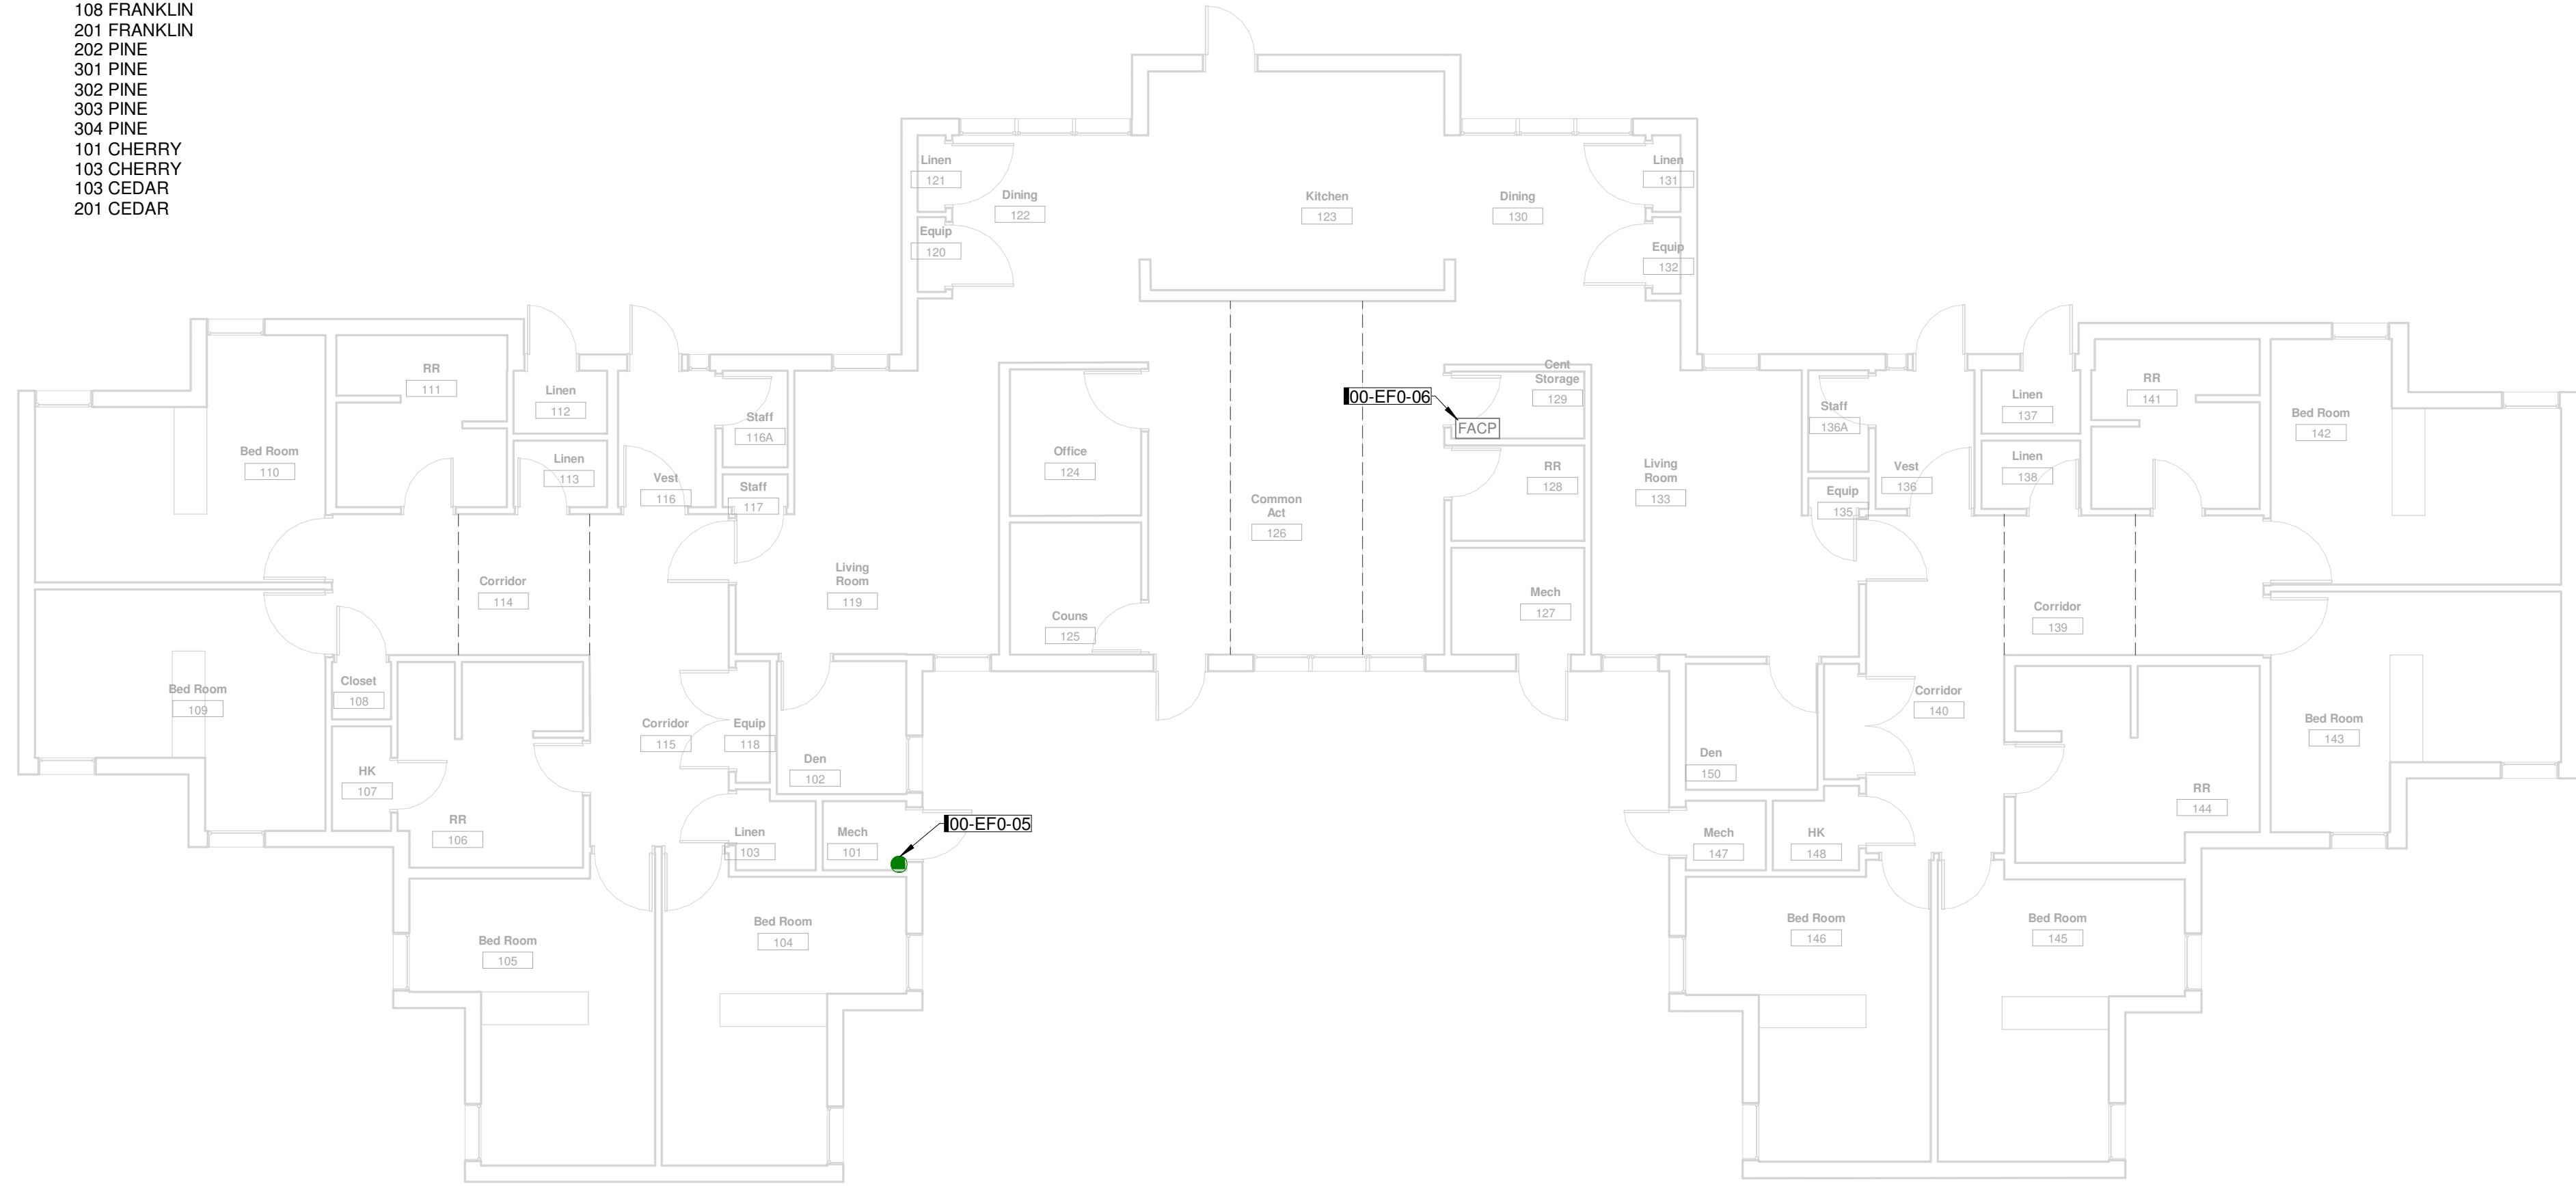 108 FRANKLIN
201 FRANKLIN
202 PINE
301 PINE
302 PINE
303 PINE
304 PINE
101 CHERRY
103 CHERRY
103 CEDAR
201 CEDAR
Linen
121
Dining
122
Equip
120
Kitchen
123
Dining
130
Linen
131
Equip
132
RR
111
Linen
112
Linen
113
Bed Room
110
Vest
116
Staff
116A
Staff
117
Office
124
Couns
125
Common
Act
126
00-EF0-06
FACP
Cent
Storage
129
RR
128
Mech
127
Living
Room
133
Staff
136A
Equip
135
Vest
136
Linen
137
Linen
138
RR
141
Bed Room
142
Corridor
114
Living
Room
119
Corridor
139
Bed Room
109
Closet
108
HK
107
RR
106
Corridor
115
Equip
118
Den
102
Linen
103
Mech
101
00-EF0-05
Den
150
Corridor
140
Mech
147
HK
148
RR
144
Bed Room
143
Bed Room
105
Bed Room
104
Bed Room
146
Bed Room
145